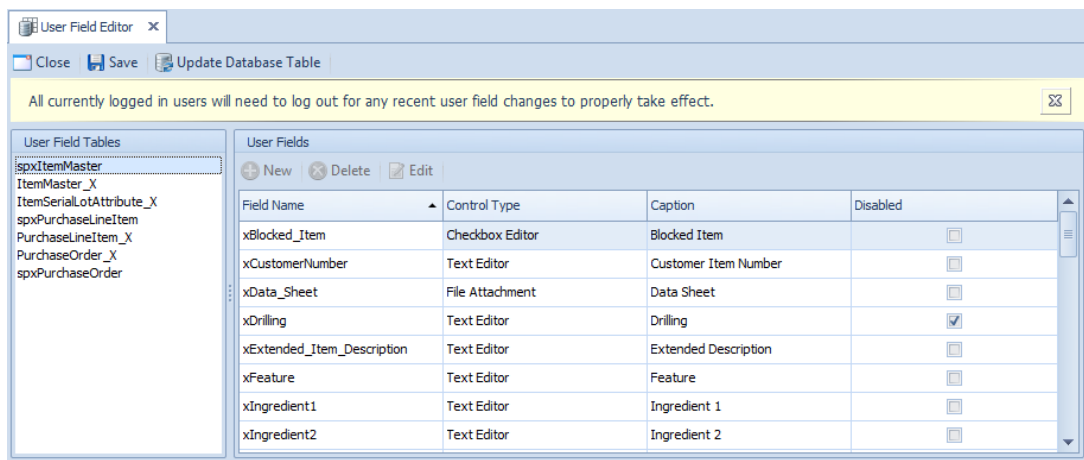 User Field Editor
Close Save Update Database Table
All currently logged in users will need to log out for any recent user field changes to properly take effect.
User Field Tables
spxItemMaster
ItemMaster_X
ItemSerialLotAttribute_X
spxPurchaseLineItem
PurchaseLineItem_X
PurchaseOrder_X
spxPurchaseOrder
User Fields
New Delete Edit
Field Name Control Type Caption Disabled
xBlocked_Item Checkbox Editor Blocked Item
xCustomerNumber Text Editor Customer Item Number
xData_Sheet File Attachment Data Sheet
xDrilling Text Editor Drilling
xExtended_Item_Description Text Editor Extended Description
xFeature Text Editor Feature
xIngredient1 Text Editor Ingredient 1
xIngredient2 Text Editor Ingredient 2